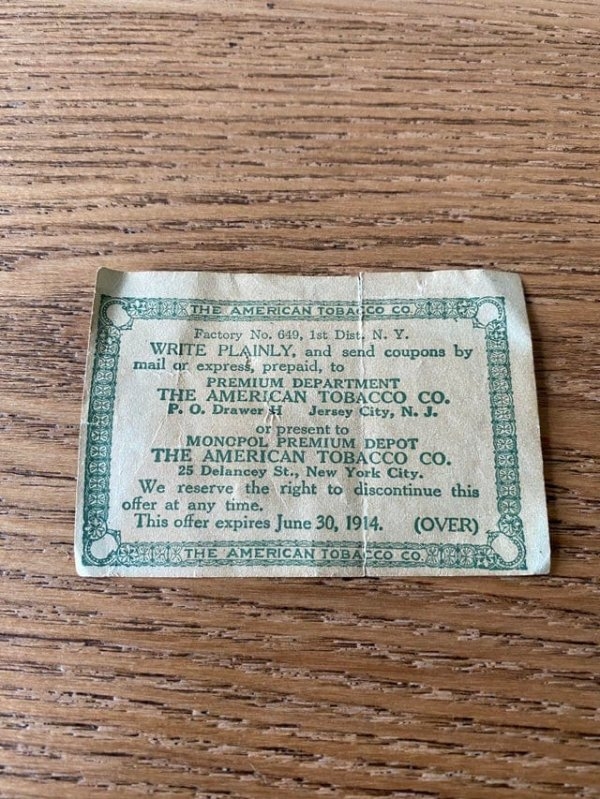 THE AMERICAN TOBACCO CO.
Factory No. 649, 1st Dist. N. Y.
WRITE PLAINLY, and send coupons by
mail or express, prepaid, to
PREMIUM DEPARTMENT
THE AMERICAN TOBACCO CO.
P. O. Drawer H Jersey City, N. J.
or present to
MONOPOL PREMIUM DEPOT
THE AMERICAN TOBACCO CO.
25 Delancey St., New York City.
We reserve the right to discontinue this
offer at any time.
This offer expires June 30, 1914. (OVER)
THE AMERICAN TOBACCO CO.